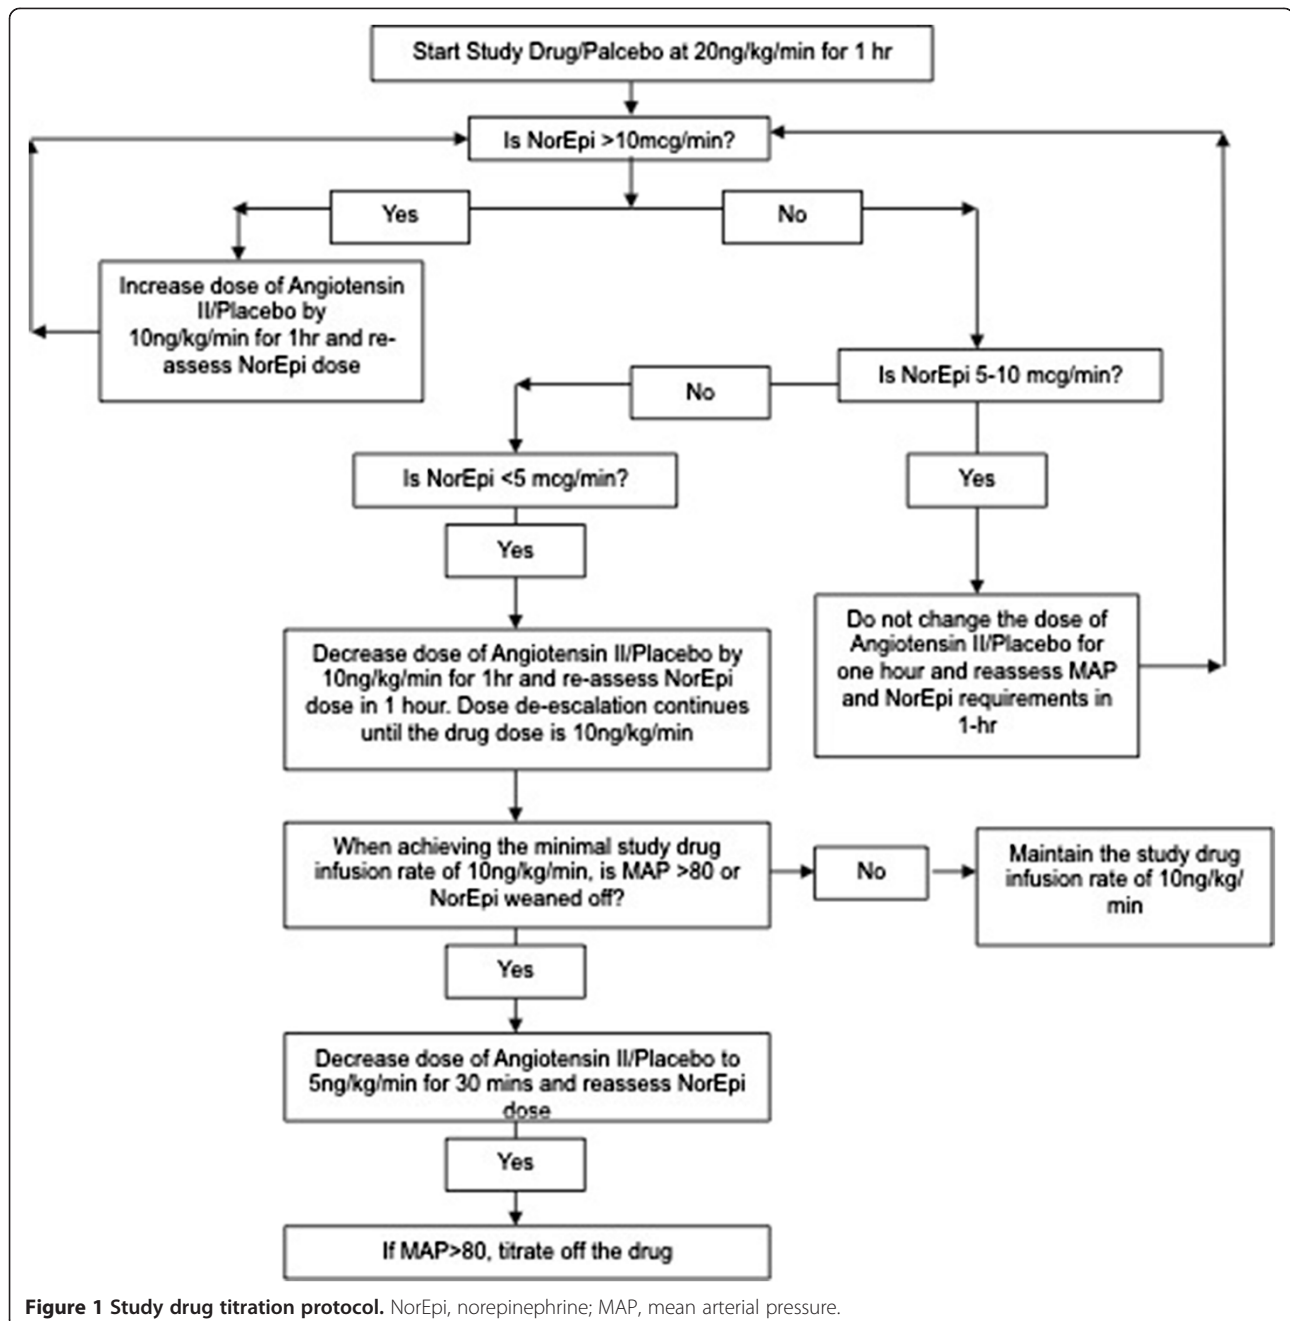 Start Study Drug/Palcebo at 20ng/kg/min for 1 hr
Is NorEpi >10mcg/min?
Yes
No
Increase dose of Angiotensin
II/Placebo by
10ng/kg/min for 1hr and re-
assess NorEpi dose
Is NorEpi 5-10 mcg/min?
No
Is NorEpi <5 mcg/min?
Yes
Yes
Decrease dose of Angiotensin II/Placebo by
10ng/kg/min for 1hr and re-assess NorEpi
dose in 1 hour. Dose de-escalation continues
until the drug dose is 10ng/kg/min
Do not change the dose of
Angiotensin II/Placebo for
one hour and reassess MAP
and NorEpi requirements in
1-hr
When achieving the minimal study drug
infusion rate of 10ng/kg/min, is MAP >80 or
NorEpi weaned off?
No
Maintain the study drug
infusion rate of 10ng/kg/
min
Yes
Decrease dose of Angiotensin II/Placebo to
5ng/kg/min for 30 mins and reassess NorEpi
dose
Yes
If MAP>80, titrate off the drug
Figure 1 Study drug titration protocol. NorEpi, norepinephrine; MAP, mean arterial pressure.